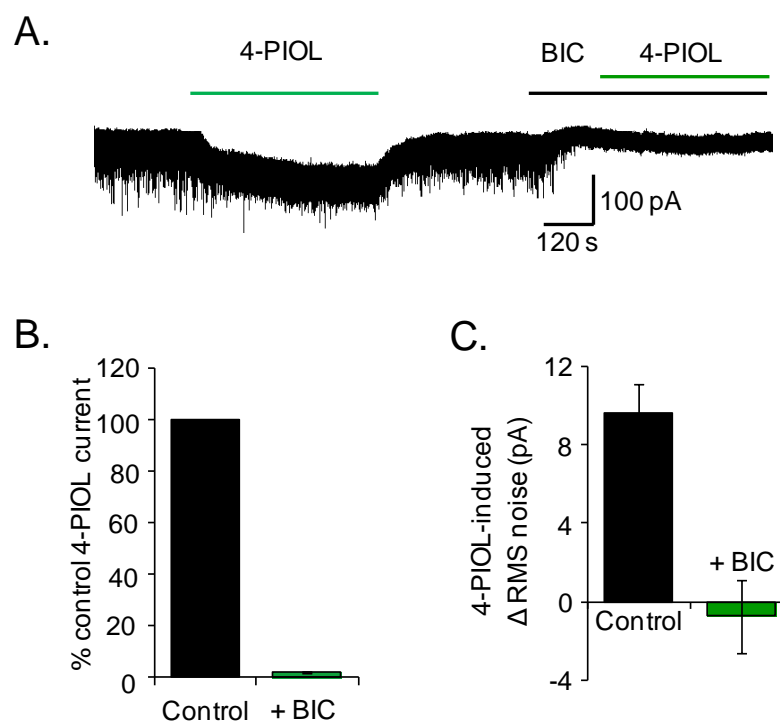 A.
4-PIOL
BIC
4-PIOL
100 pA
120 s
B.
% control 4-PIOL current
120
100
80
60
40
20
0
Control
+ BIC
C.
4-PIOL-induced
Δ RMS noise (pA)
12
8
4
0
-4
+ BIC
Control